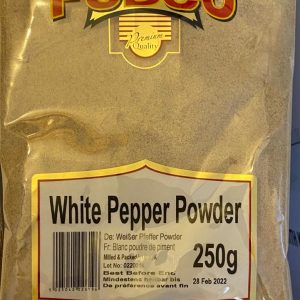 FUDCO
Premium
Quality
White Pepper Powder
De: Weißer Pfeffer Powder
Fr: Blanc poudre de piment
Milled & Packed
Lot No:
250g
Best Before End
28 Feb 2022
Mindestens haltbar bis
De préférence avant fin